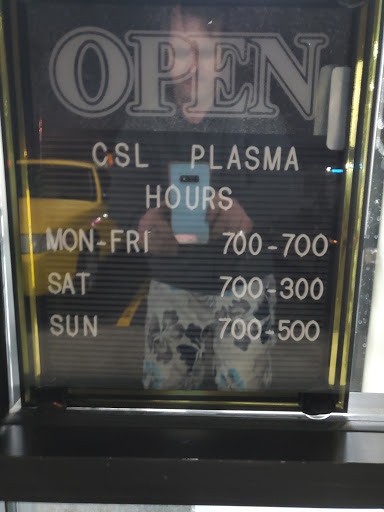 OPEN
CSL PLASMA
HOURS
MON-FRI 700-700
SAT 700-300
SUN 700-500